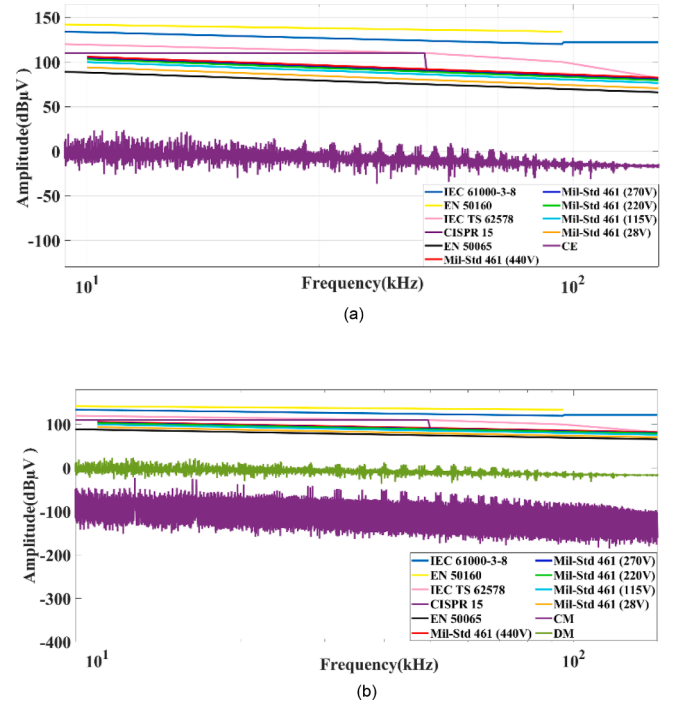 150
100
50
0
-50
-100
Amplitude(dBμV )
IEC 61000-3-8
EN 50160
IEC TS 62578
CISPR 15
EN 50065
Mil-Std 461 (440V)
Mil-Std 461 (270V)
Mil-Std 461 (220V)
Mil-Std 461 (115V)
Mil-Std 461 (28V)
CE
10¹
Frequency(kHz)
10²
(a)
100
0
-100
-200
-300
-400
Amplitude(dBμV )
IEC 61000-3-8
EN 50160
IEC TS 62578
CISPR 15
EN 50065
Mil-Std 461 (440V)
Mil-Std 461 (270V)
Mil-Std 461 (220V)
Mil-Std 461 (115V)
Mil-Std 461 (28V)
CM
DM
10¹
Frequency(kHz)
10²
(b)